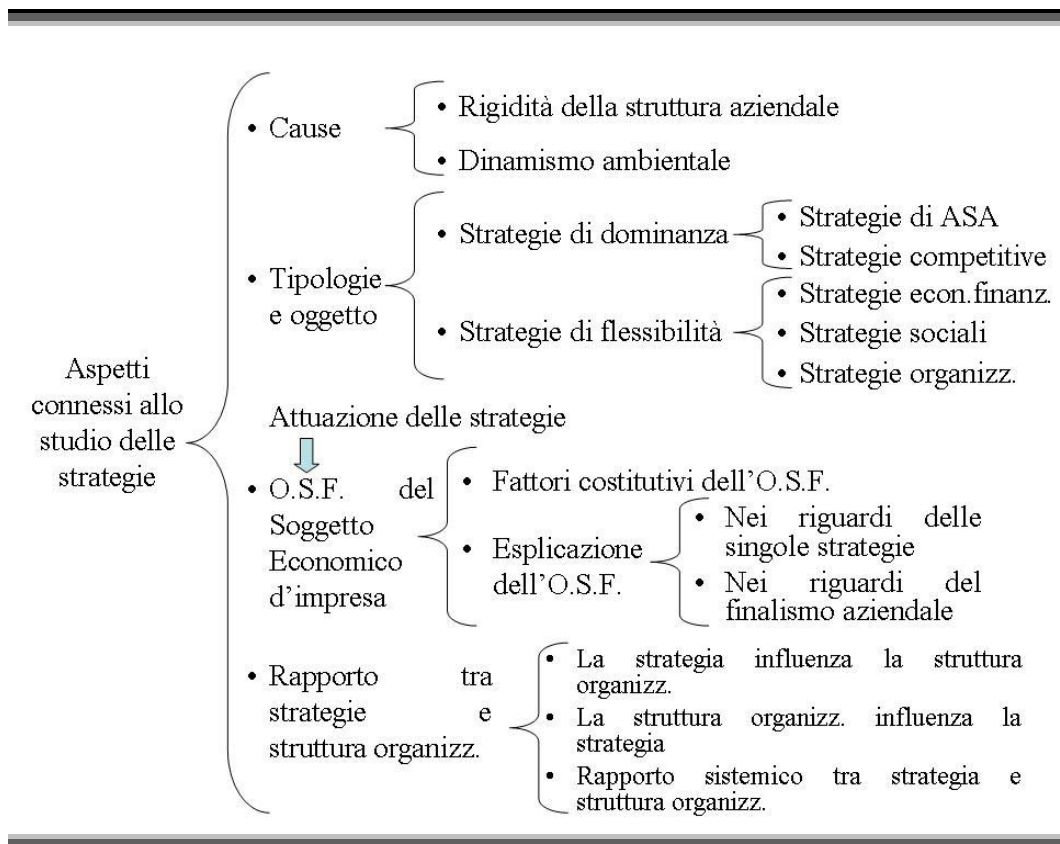 Aspetti
connessi allo
studio delle
strategie
• Cause
• Rigidità della struttura aziendale
• Dinamismo ambientale
• Tipologie
e oggetto
• Strategie di dominanza
• Strategie di ASA
• Strategie competitive
• Strategie di flessibilità
• Strategie econ.finanz.
• Strategie sociali
• Strategie organizz.
Attuazione delle strategie
• O.S.F. del
Soggetto
Economico
d'impresa
• Fattori costitutivi dell'O.S.F.
• Esplicazione
dell'O.S.F.
• Nei riguardi delle
singole strategie
• Nei riguardi del
finalismo aziendale
• Rapporto tra
strategie e
struttura organizz.
• La strategia influenza la struttura
organizz.
• La struttura organizz. influenza la
strategia
• Rapporto sistemico tra strategia e
struttura organizz.